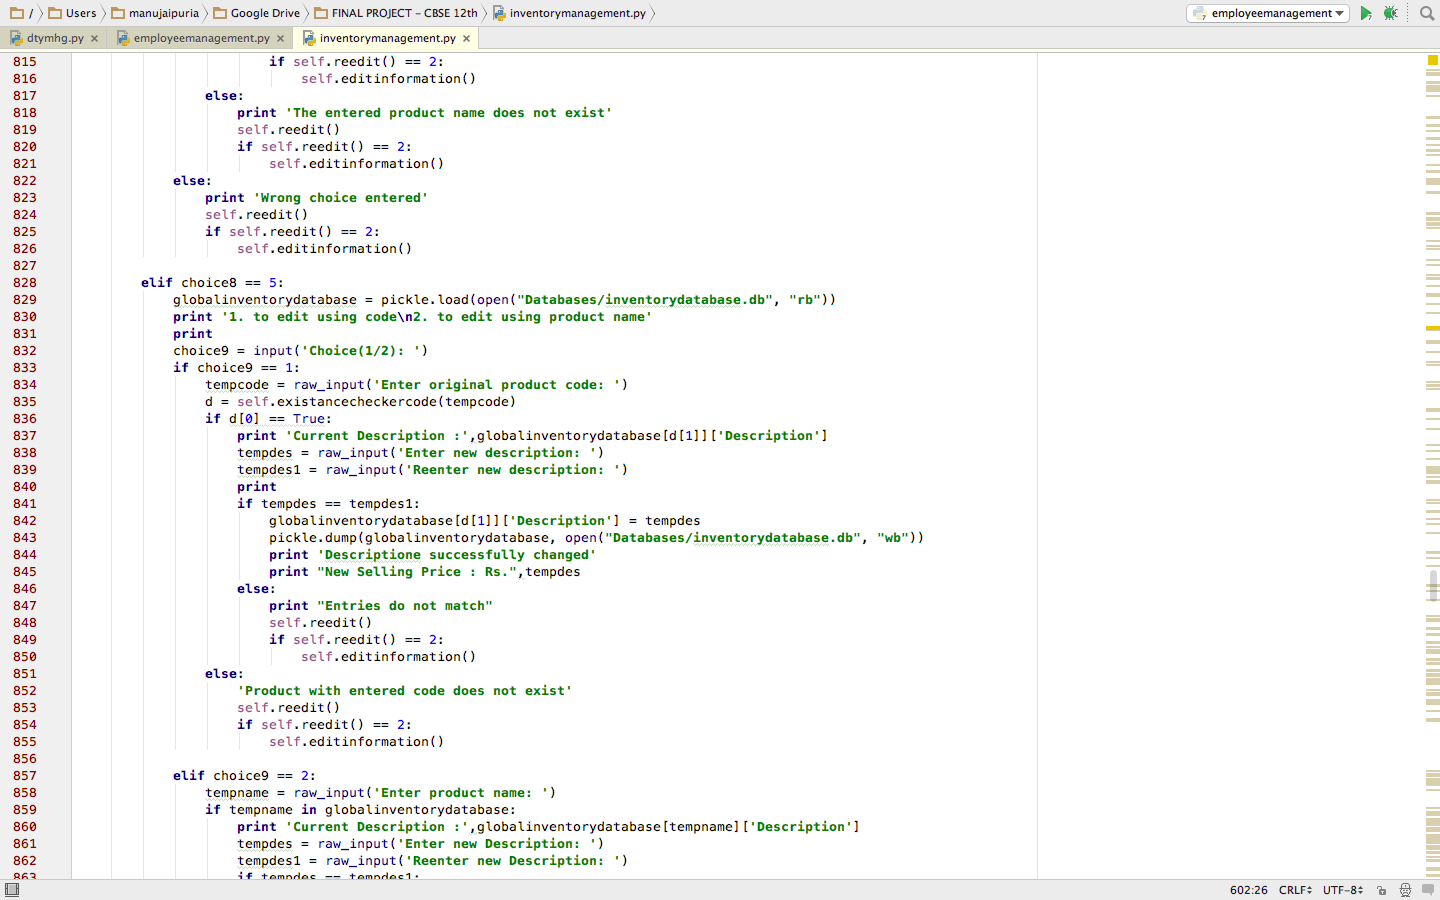 / Users manujaipuria Google Drive FINAL PROJECT – CBSE 12th inventorymanagement.py employeemanagement
dtymhg.py × employeemanagement.py × inventorymanagement.py ×
815 if self.reedit() == 2:
816 self.editinformation()
817 else:
818 print 'The entered product name does not exist'
819 self.reedit()
820 if self.reedit() == 2:
821 self.editinformation()
822 else:
823 print 'Wrong choice entered'
824 self.reedit()
825 if self.reedit() == 2:
826 self.editinformation()
827
828 elif choice8 == 5:
829 globalinventorydatabase = pickle.load(open("Databases/inventorydatabase.db", "rb"))
830 print '1. to edit using code\n2. to edit using product name'
831 print
832 choice9 = input('Choice(1/2): ')
833 if choice9 == 1:
834 tempcode = raw_input('Enter original product code: ')
835 d = self.existancecheckercode(tempcode)
836 if d[0] == True:
837 print 'Current Description :',globalinventorydatabase[d[1]]['Description']
838 tempdes = raw_input('Enter new description: ')
839 tempdes1 = raw_input('Reenter new description: ')
840 print
841 if tempdes == tempdes1:
842 globalinventorydatabase[d[1]]['Description'] = tempdes
843 pickle.dump(globalinventorydatabase, open("Databases/inventorydatabase.db", "wb"))
844 print 'Descriptione successfully changed'
845 print "New Selling Price : Rs.",tempdes
846 else:
847 print "Entries do not match"
848 self.reedit()
849 if self.reedit() == 2:
850 self.editinformation()
851 else:
852 'Product with entered code does not exist'
853 self.reedit()
854 if self.reedit() == 2:
855 self.editinformation()
856
857 elif choice9 == 2:
858 tempname = raw_input('Enter product name: ')
859 if tempname in globalinventorydatabase:
860 print 'Current Description :',globalinventorydatabase[tempname]['Description']
861 tempdes = raw_input('Enter new Description: ')
862 tempdes1 = raw_input('Reenter new Description: ')
863 if tempdes == tempdes1:
602:26 CRLF UTF-8